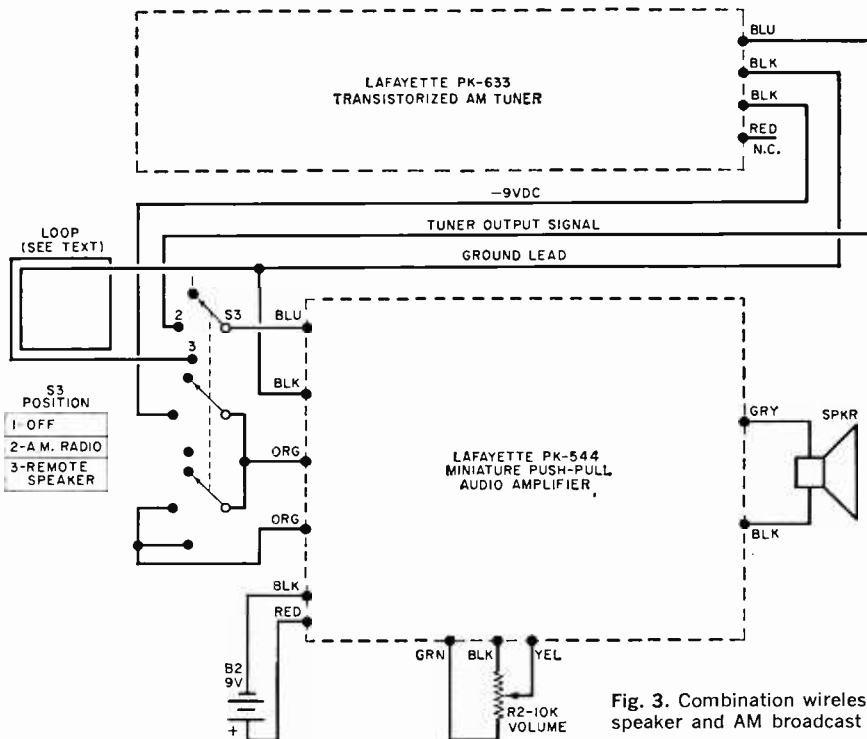 BLU
LAFAYETTE PK-633
TRANSISTORIZED AM TUNER
BLK
BLK
RED
N.C.
-9VDC
TUNER OUTPUT SIGNAL
GROUND LEAD
LOOP
(SEE TEXT)
2
S3
3
BLU
BLK
S3
POSITION
1-OFF
2-A.M. RADIO
3-REMOTE
SPEAKER
ORG
ORG
LAFAYETTE PK-544
MINIATURE PUSH-PULL
AUDIO AMPLIFIER
GRY
SPKR
BLK
BLK
RED
B2
9V
+
GRN
BLK
YEL
R2-10K
VOLUME
Fig. 3. Combination wireles
speaker and AM broadcast